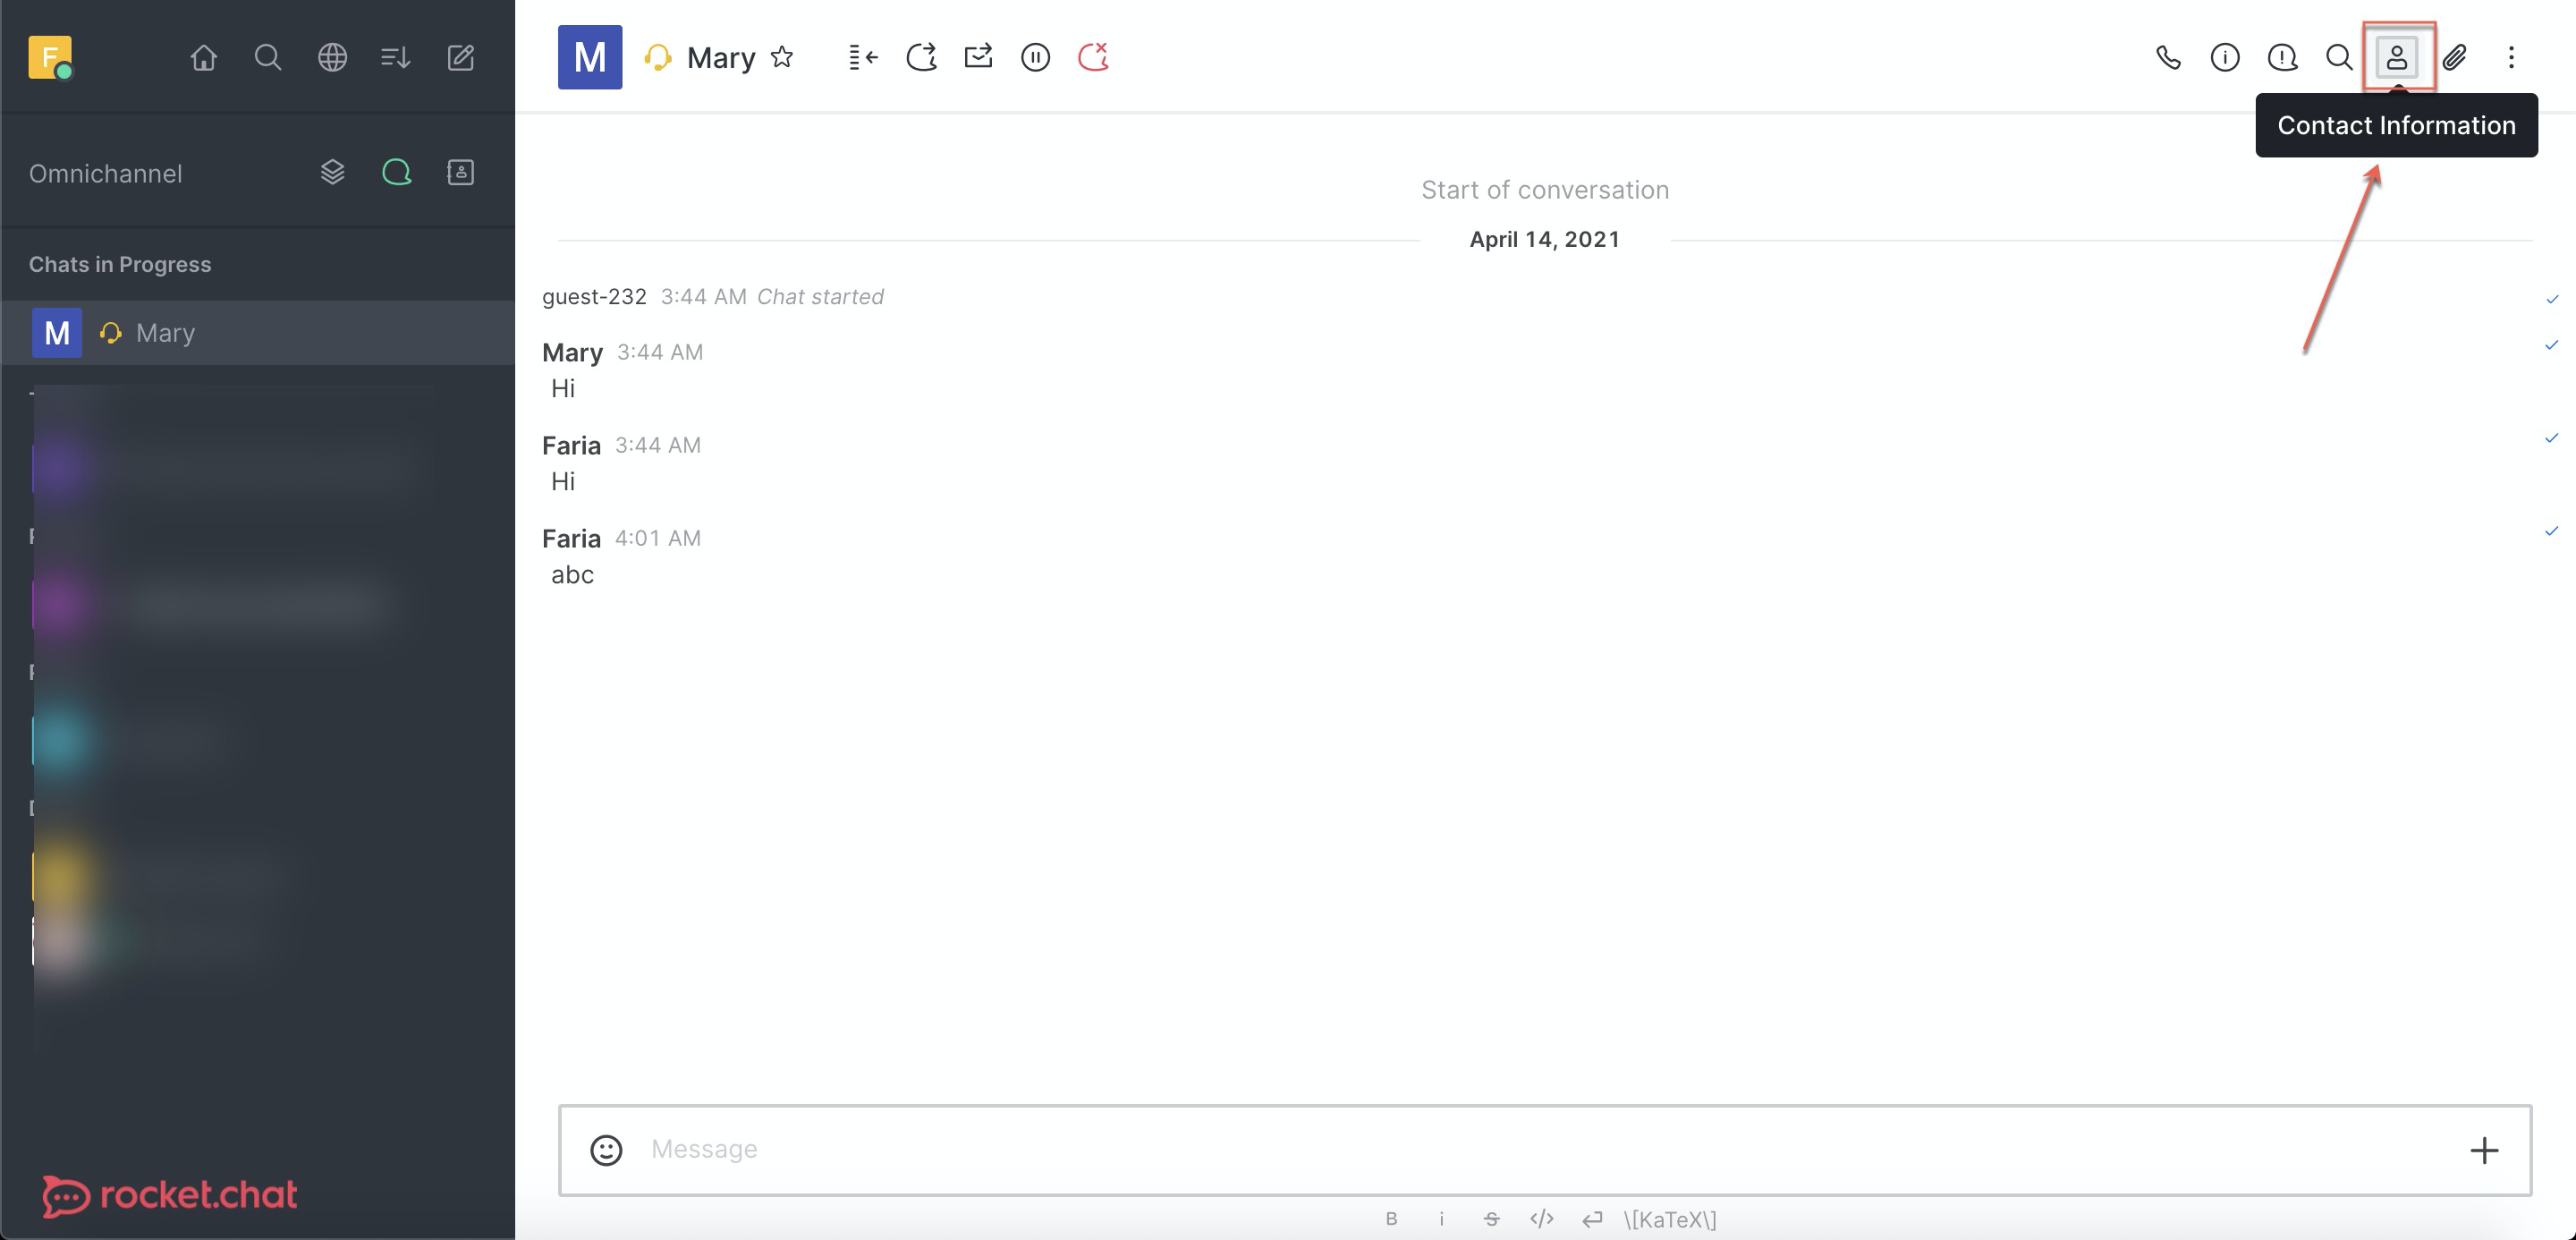 F
Omnichannel
Chats in Progress
M Mary
rocket.chat
M Mary
Contact Information
Start of conversation
April 14, 2021
guest-232 3:44 AM Chat started
Mary 3:44 AM
Hi
Faria 3:44 AM
Hi
Faria 4:01 AM
abc
Message
B i S </> \[KaTeX\]